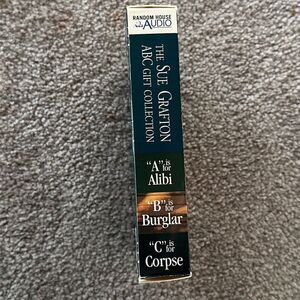 RANDOM HOUSE
AUDIO
THE SUE GRAFTON
ABC GIFT COLLECTION
"A" is for
Alibi
"B" is for
Burglar
"C" is for
Corpse